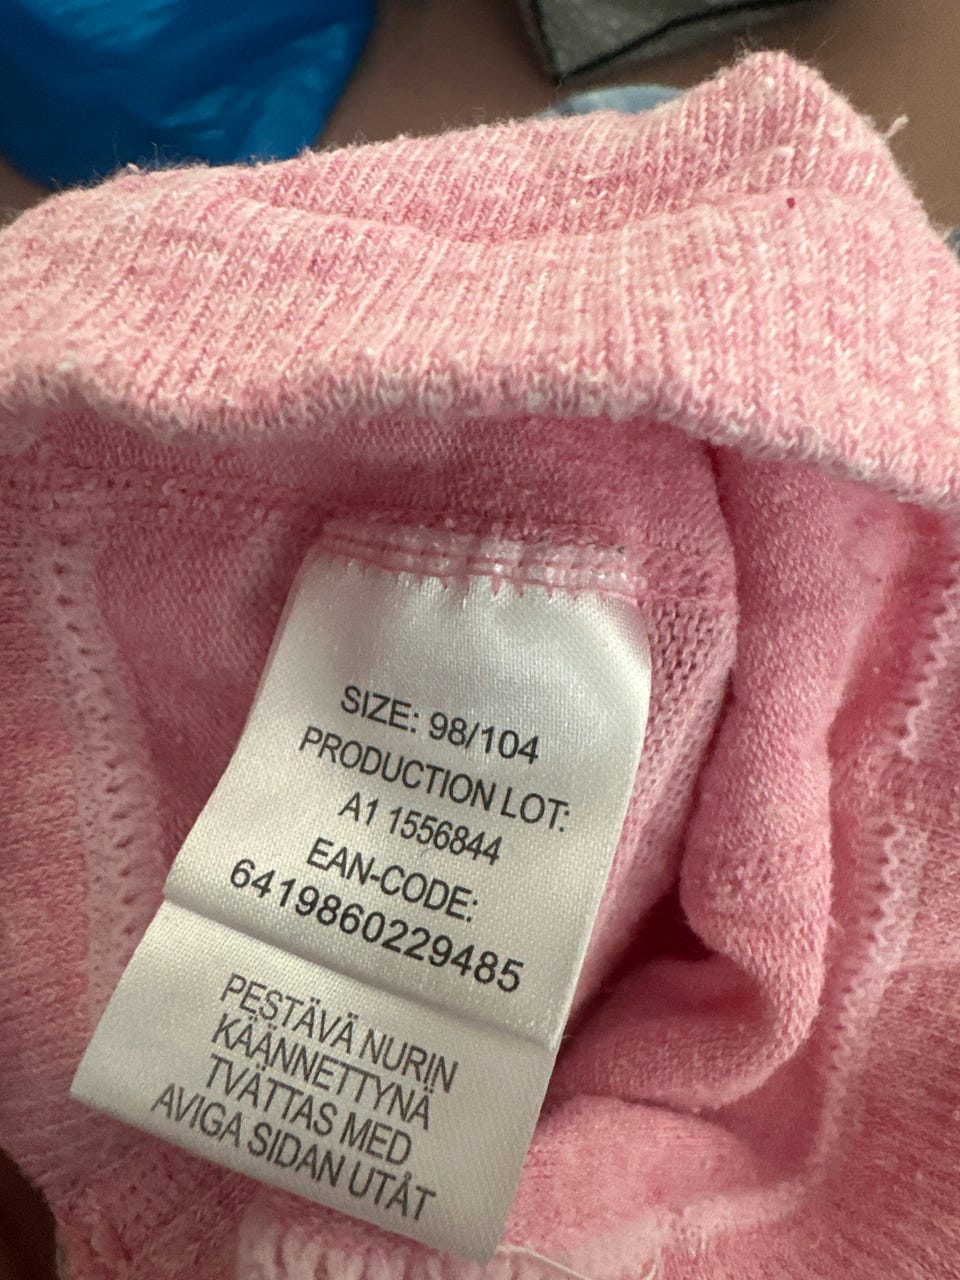 SIZE: 98/104
PRODUCTION LOT:
A1 1556844
EAN-CODE:
6419860229485
PESTÄVÄ NURIN
KÄÄNNETTYNÄ
TVÄTTAS MED
AVIGA SIDAN UTÅT